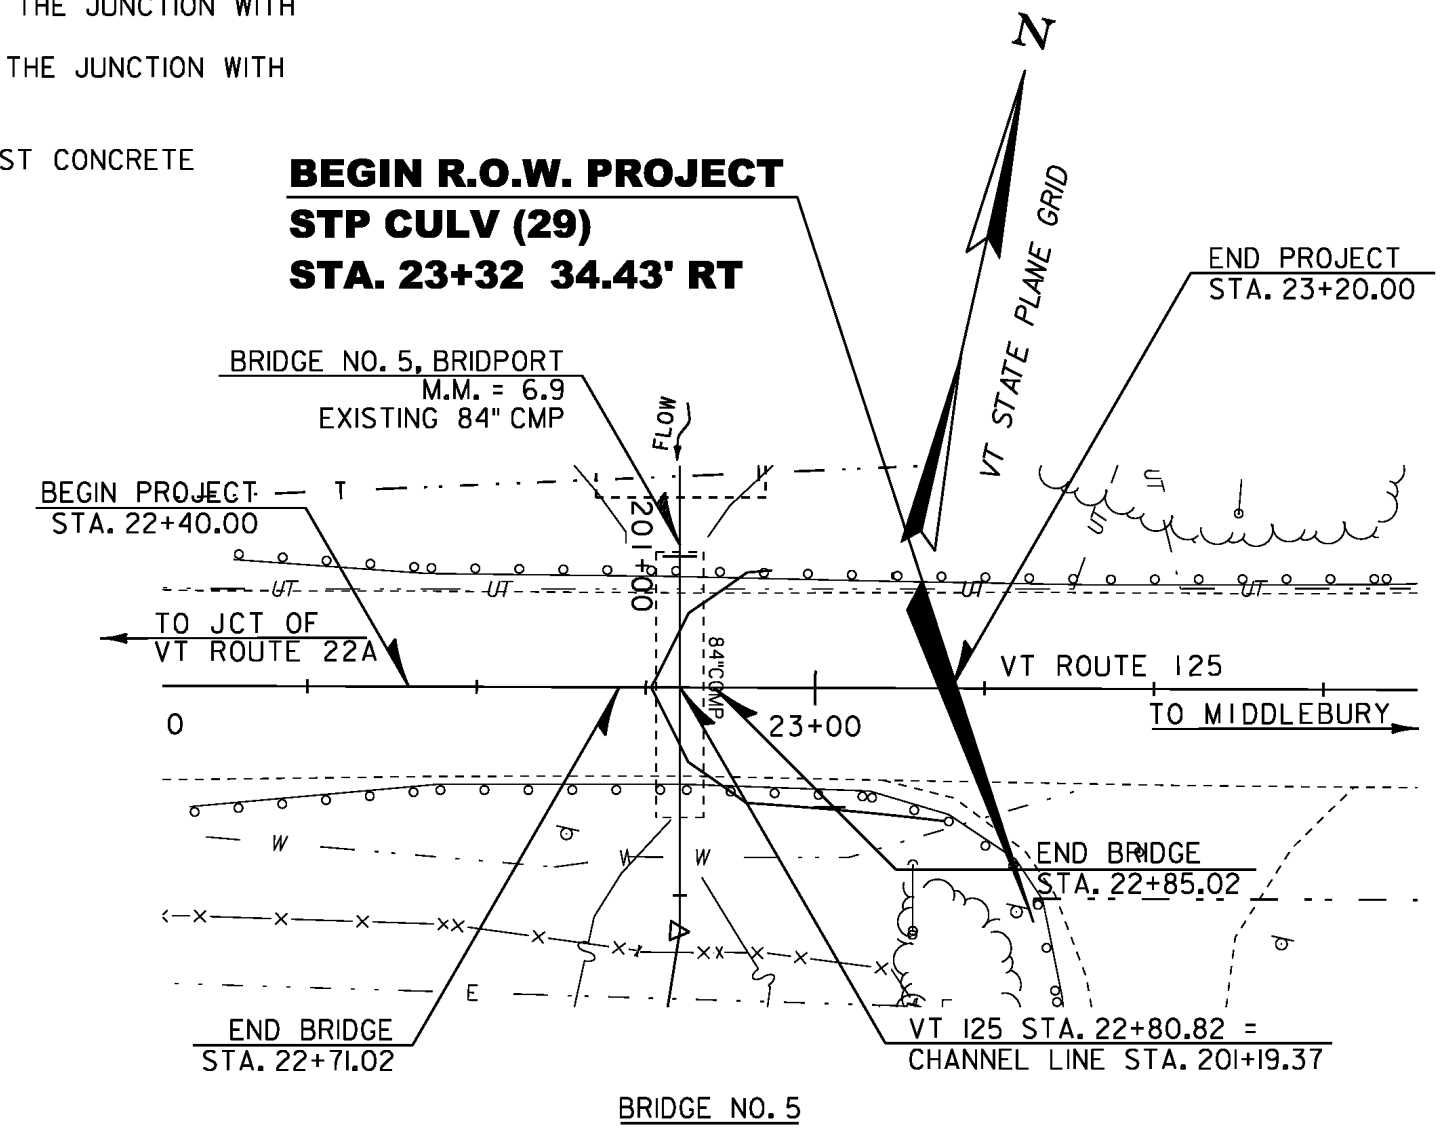 THE JUNCTION WITH
THE JUNCTION WITH
ST CONCRETE
N
BEGIN R.O.W. PROJECT
STP CULV (29)
STA. 23+32 34.43' RT
VT STATE PLANE GRID
END PROJECT
STA. 23+20.00
BRIDGE NO. 5, BRIDPORT
M.M. = 6.9
EXISTING 84" CMP
FLOW
BEGIN PROJECT
STA. 22+40.00
T
UT
UT
201+00
UT
UT
UT
UT
TO JCT OF
VT ROUTE 22A
84"COMP
VT ROUTE 125
0
23+00
TO MIDDLEBURY
W
W
W
END BRIDGE
STA. 22+85.02
E
END BRIDGE
STA. 22+71.02
VT 125 STA. 22+80.82 =
CHANNEL LINE STA. 201+19.37
BRIDGE NO. 5